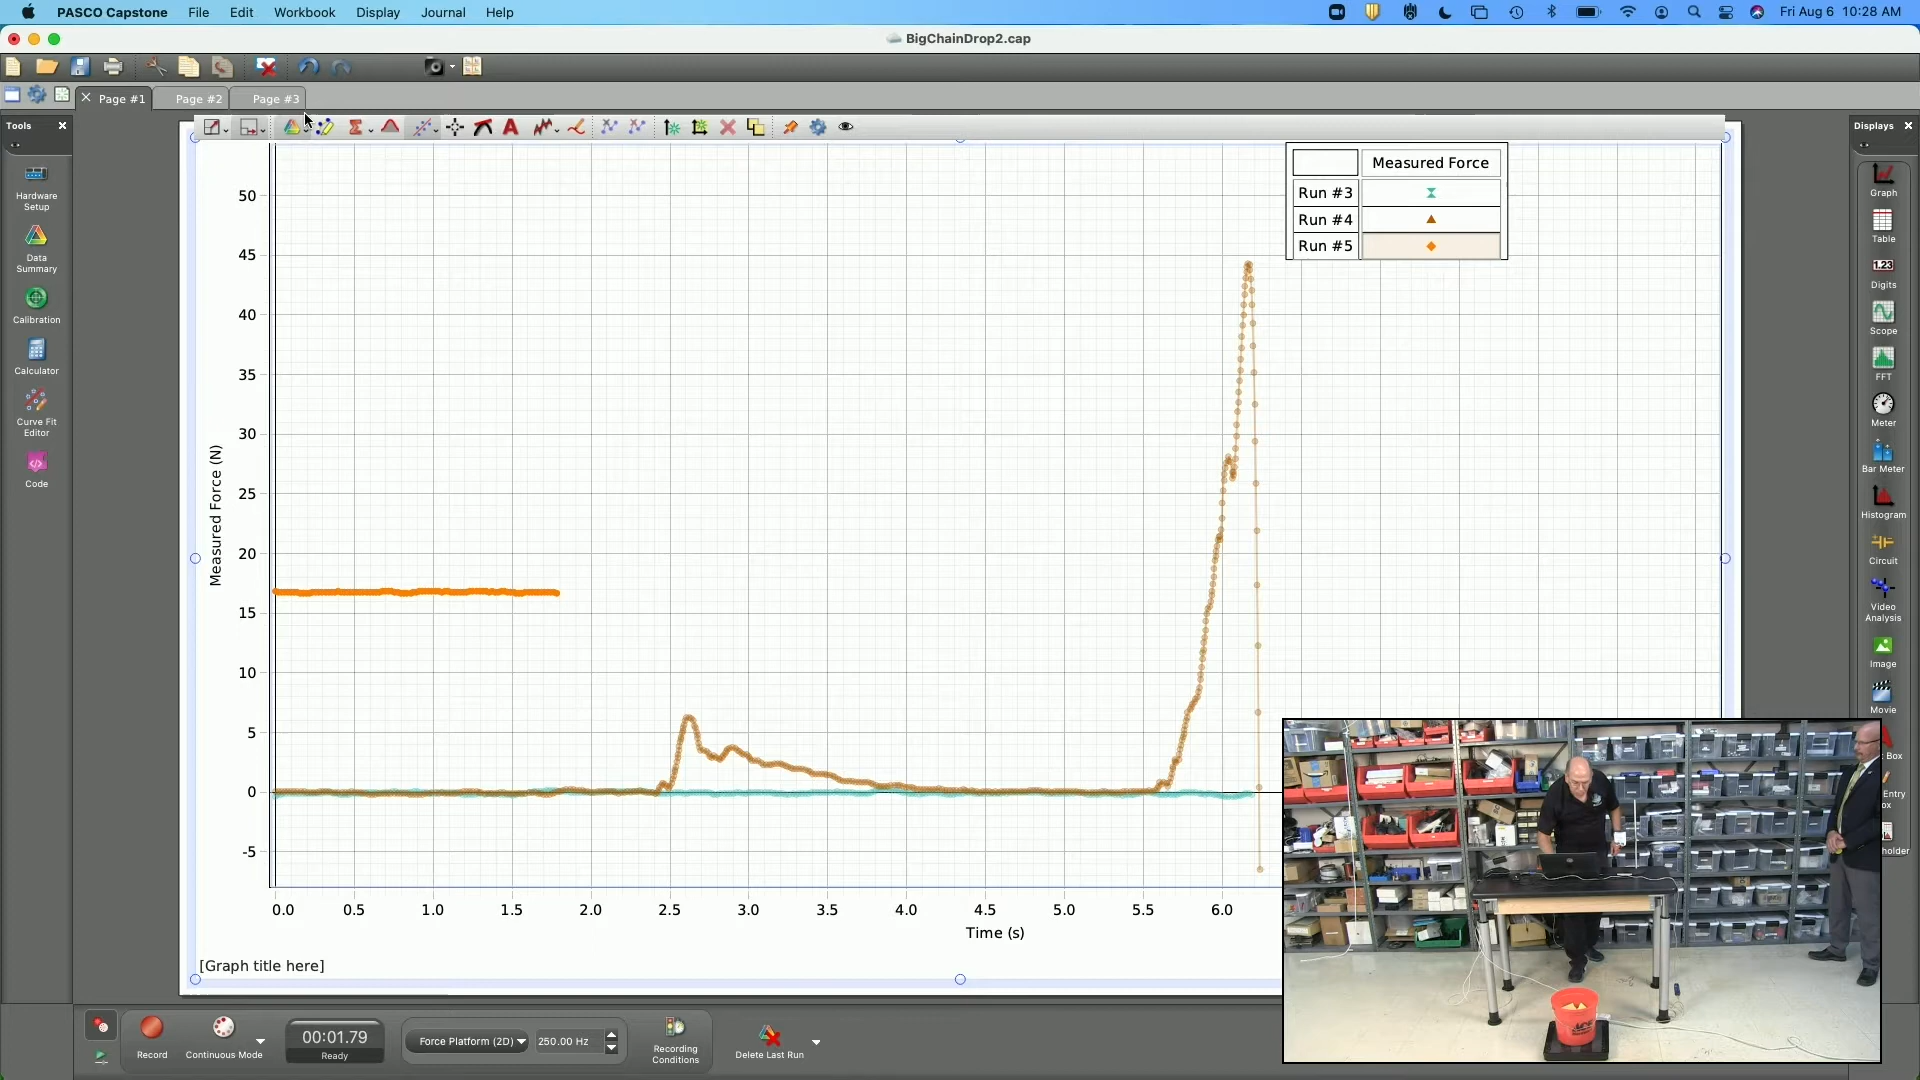 PASCO Capstone File Edit Workbook Display Journal Help
Fri Aug 6 10:28 AM
BigChainDrop2.cap
Page #1 Page #2 Page #3
Tools
Hardware
Setup
Data
Summary
Calibration
Calculator
Curve Fit
Editor
Code
Measured Force
Run #3
Run #4
Run #5
Measured Force (N)
50
45
40
35
30
25
20
15
10
5
0
-5
0.0 0.5 1.0 1.5 2.0 2.5 3.0 3.5 4.0 4.5 5.0 5.5 6.0
Time (s)
[Graph title here]
Displays
Graph
Table
1.23
Digits
Scope
FFT
Meter
Bar Meter
Histogram
Circuit
Video
Analysis
Image
Movie
Box
Entry
ox
holder
Record
Continuous Mode
00:01.79
Ready
Force Platform (2D)
250.00 Hz
Recording
Conditions
Delete Last Run